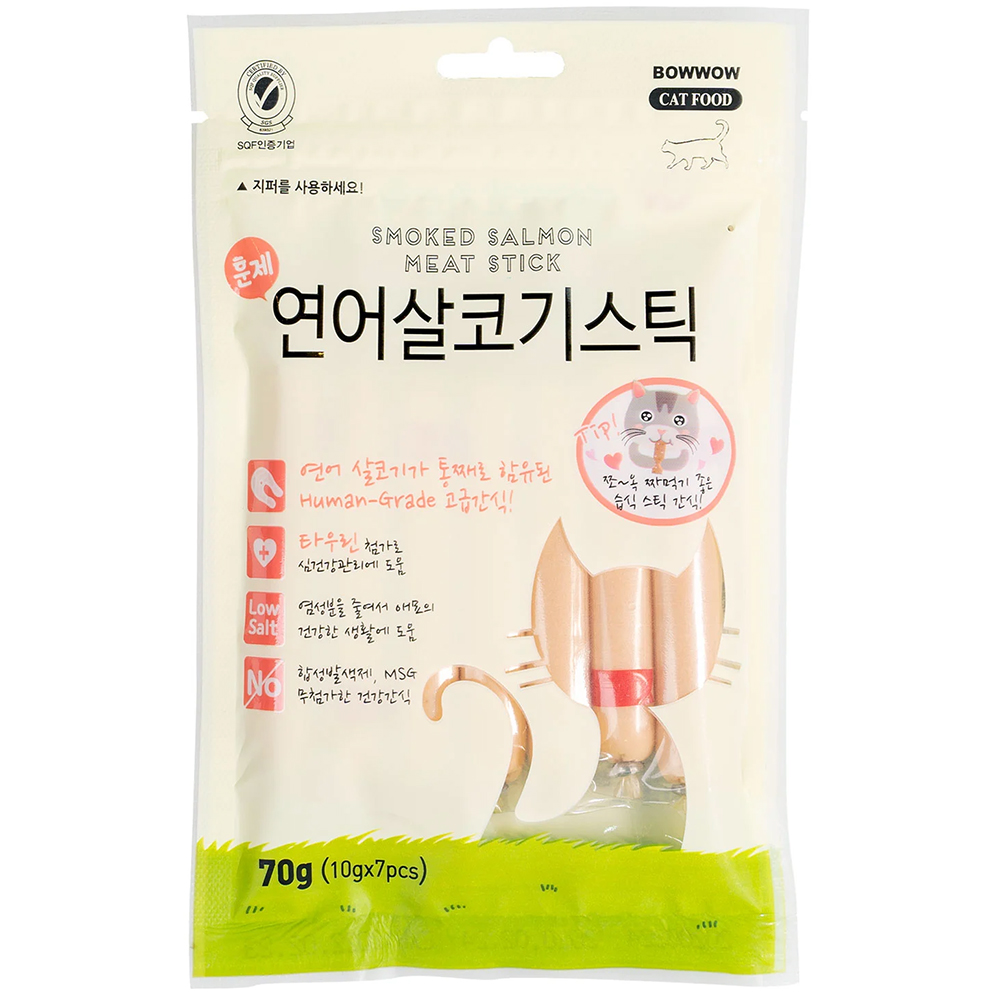 CERTIFIED BY
SGS
SQF인증기업
BOWWOW
CAT FOOD
▲ 지퍼를 사용하세요!
SMOKED SALMON
MEAT STICK
훈제
연어살코기스틱
Tip!
쪼~옥 짜먹기 좋은
습식 스틱 간식!
연어 살코기가 통째로 함유된
Human-Grade 고급간식!
타우린 첨가로
심건강관리에 도움
Low
Salt
염성분을 줄여서 애묘의
건강한 생활에 도움
No
합성발색제, MSG
무첨가한 건강간식
70g (10gx7pcs)